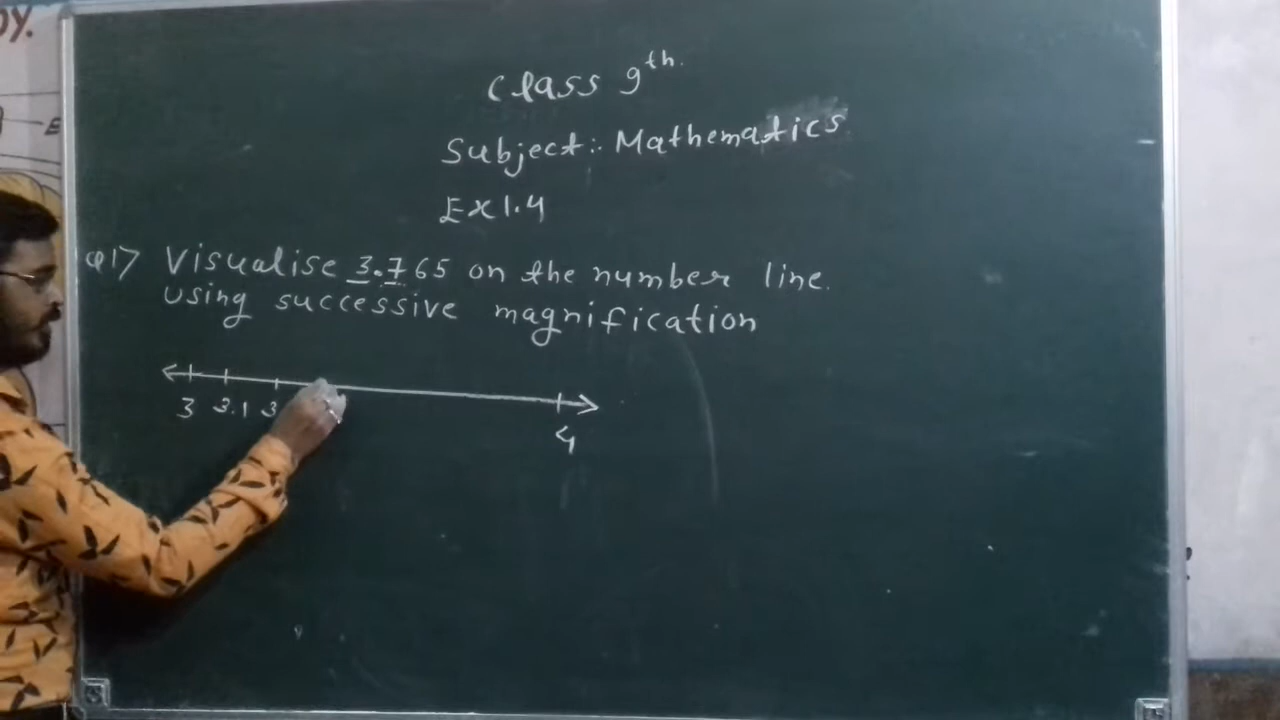 Class 9th.
Subject:- Mathematics
Ex 1.4
Q1> Visualise 3.765 on the number line.
using successive magnification
3 3.1 3
4